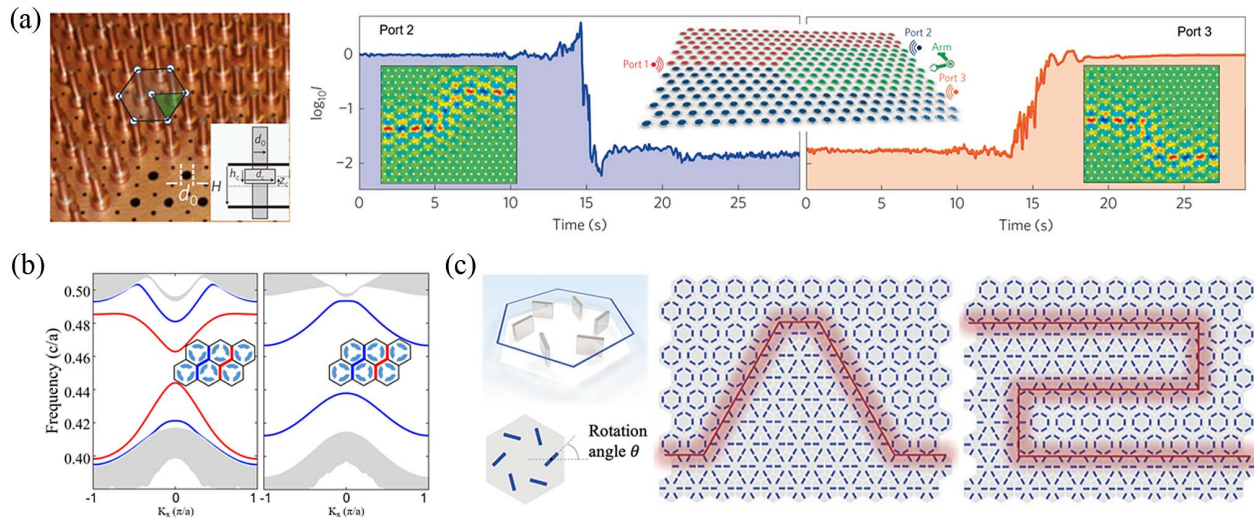 (a)
d₀
H
d₀
h꜀
d꜀
z꜀
Port 2
Port 3
Port 1
Port 2
Arm
Port 3
log₁₀I
0
−1
−2
0 5 10 15 20 25
Time (s)
0 5 10 15 20 25
Time (s)
(b)
Frequency (c/a)
0.50
0.48
0.46
0.44
0.42
0.40
-1 0 1
-1 0 1
Kₓ (π/a)
Kₓ (π/a)
(c)
Rotation
angle θ